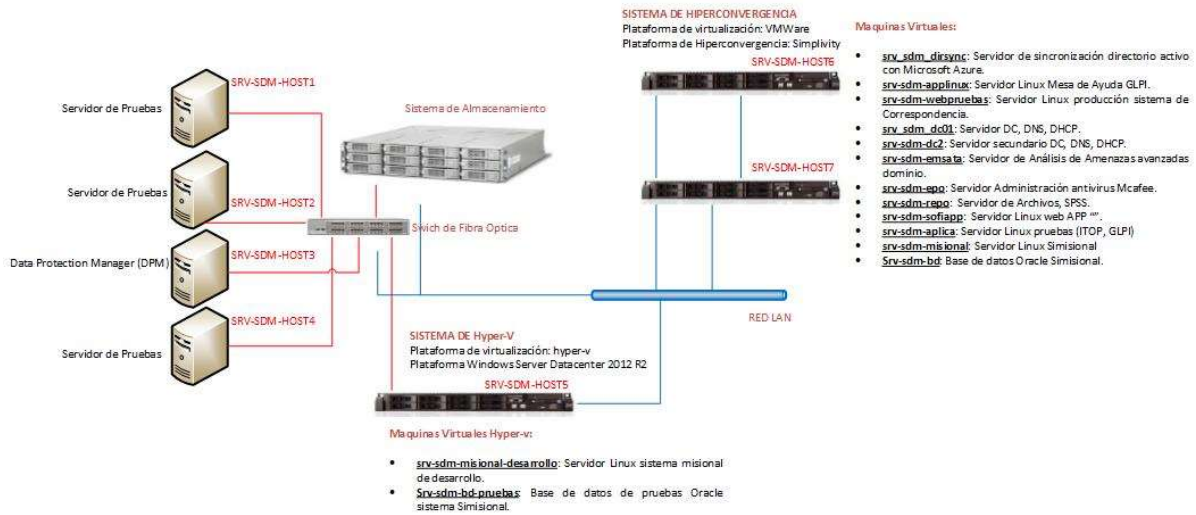 SISTEMA DE HIPERCONVERGENCIA
Plataforma de virtualización: VMWare
Plataforma de Hiperconvergencia: Simplivity
SRV-SDM-HOST6
SRV-SDM-HOST7
Maquinas Virtuales:
• srv_sdm_dirsync: Servidor de sincronización directorio activo
con Microsoft Azure.
• srv-sdm-applinux: Servidor Linux Mesa de Ayuda GLPI.
• srv-sdm-webpruebas: Servidor Linux producción sistema de
Correspondencia.
• srv_sdm_dc01: Servidor DC, DNS, DHCP.
• srv-sdm-dc2: Servidor secundario DC, DNS, DHCP.
• srv-sdm-emsata: Servidor de Análisis de Amenazas avanzadas
dominio.
• srv-sdm-epo: Servidor Administración antivirus Mcafee.
• srv-sdm-repo: Servidor de Archivos, SPSS.
• srv-sdm-sofiapp: Servidor Linux web APP “”.
• srv-sdm-aplica: Servidor Linux pruebas (ITOP, GLPI)
• srv-sdm-misional: Servidor Linux Simisional
• Srv-sdm-bd: Base de datos Oracle Simisional.
SRV-SDM-HOST1
Servidor de Pruebas
Sistema de Almacenamiento
Servidor de Pruebas
SRV-SDM-HOST2
Swich de Fibra Optica
Data Protection Manager (DPM)
SRV-SDM-HOST3
SRV-SDM-HOST4
Servidor de Pruebas
RED LAN
SISTEMA DE Hyper-V
Plataforma de virtualización: hyper-v
Plataforma Windows Server Datacenter 2012 R2
SRV-SDM-HOST5
Maquinas Virtuales Hyper-v:
• srv-sdm-misional-desarrollo: Servidor Linux sistema misional
de desarrollo.
• Srv-sdm-bd-pruebas: Base de datos de pruebas Oracle
sistema Simisional.